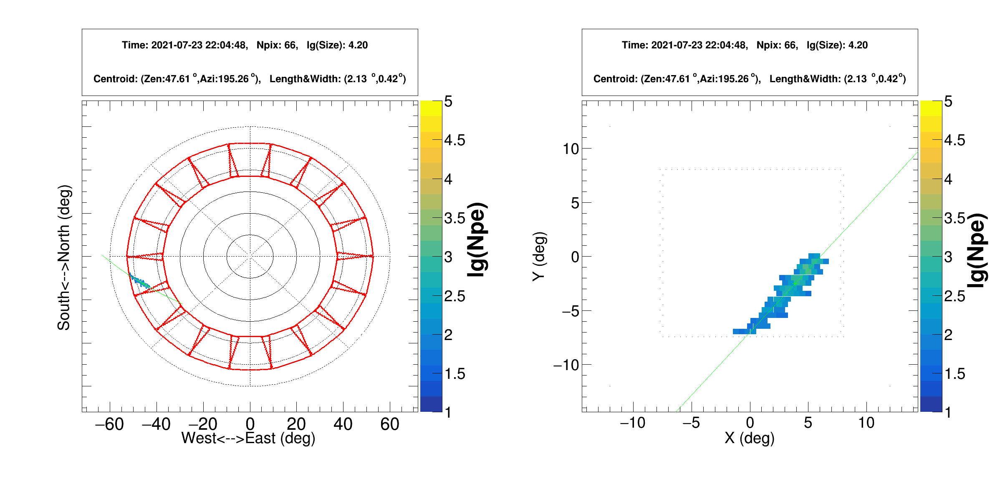 Time: 2021-07-23 22:04:48, Npix: 66, lg(Size): 4.20
Centroid: (Zen:47.61 °,Azi:195.26 °), Length&Width: (2.13 °,0.42°)
South<-->North (deg)
−60 −40 −20 0 20 40 60
West<-->East (deg)
5
4.5
4
3.5
3
2.5
2
1.5
1
lg(Npe)
Time: 2021-07-23 22:04:48, Npix: 66, lg(Size): 4.20
Centroid: (Zen:47.61 °,Azi:195.26 °), Length&Width: (2.13 °,0.42°)
Y (deg)
10
5
0
−5
−10
−10 −5 0 5 10
X (deg)
5
4.5
4
3.5
3
2.5
2
1.5
1
lg(Npe)